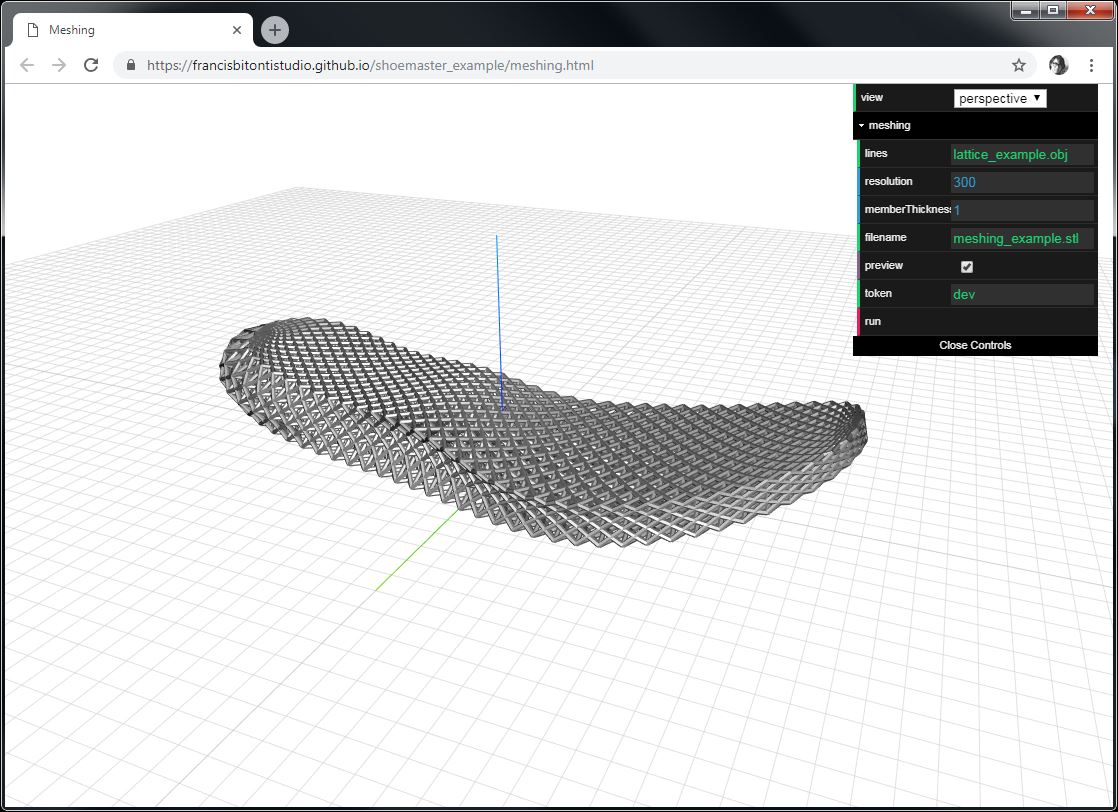 Meshing
https://francisbitontistudio.github.io/shoemaster_example/meshing.html
view perspective
meshing
lines lattice_example.obj
resolution 300
memberThickness 1
filename meshing_example.stl
preview
token dev
run
Close Controls